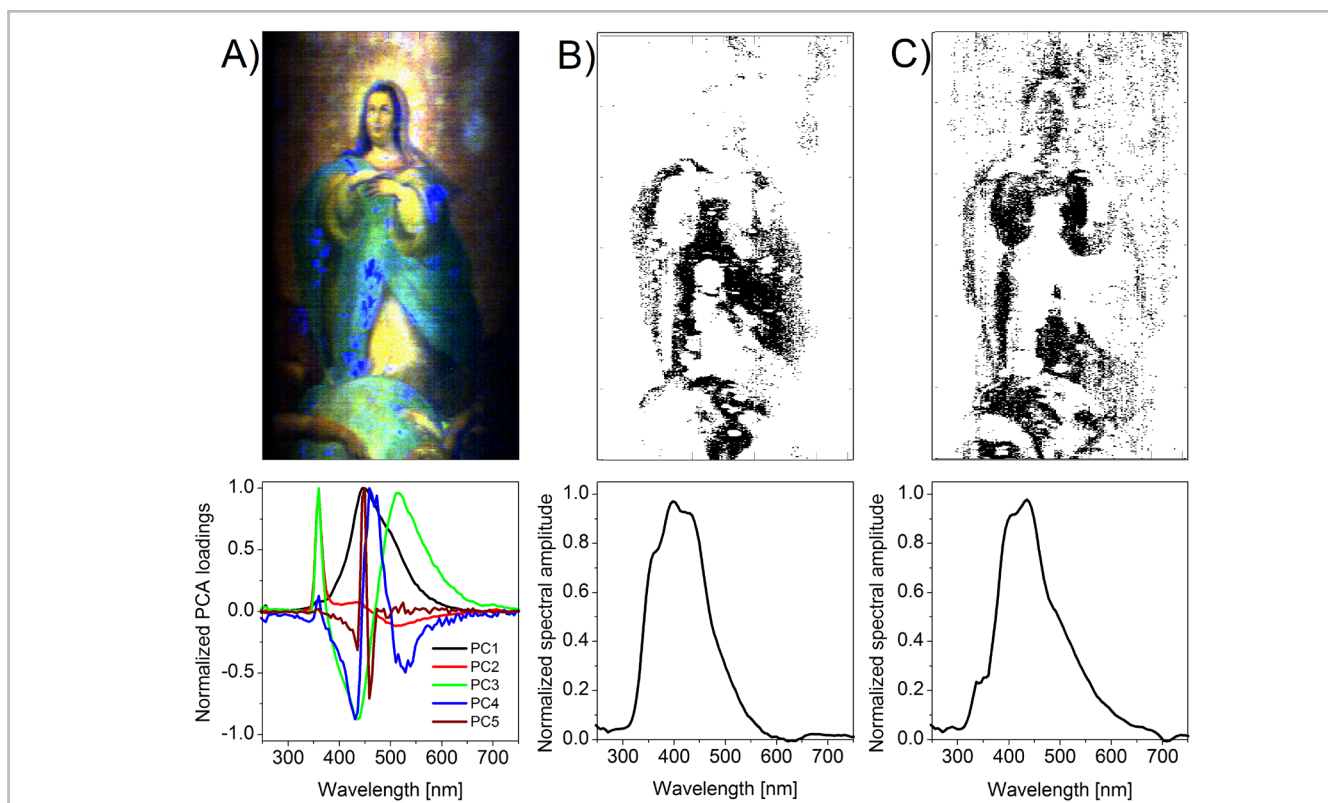 A)
B)
C)
Normalized PCA loadings
1.0
0.5
0.0
-0.5
-1.0
PC1
PC2
PC3
PC4
PC5
300 400 500 600 700
Wavelength [nm]
Normalized spectral amplitude
1.0
0.8
0.6
0.4
0.2
0.0
300 400 500 600 700
Wavelength [nm]
Normalized spectral amplitude
1.0
0.8
0.6
0.4
0.2
0.0
300 400 500 600 700
Wavelength [nm]